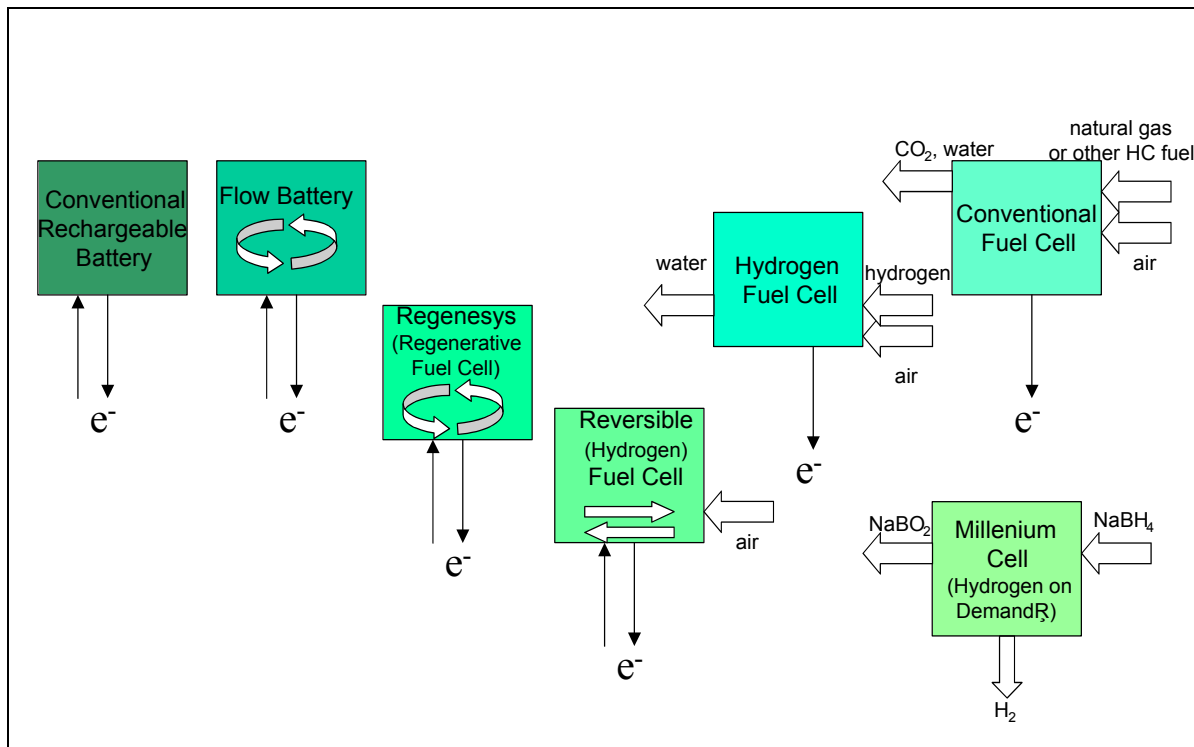 Conventional
Rechargeable
Battery
e-
Flow Battery
e-
Regenesys
(Regenerative
Fuel Cell)
e-
Reversible
(Hydrogen)
Fuel Cell
air
e-
water
Hydrogen
Fuel Cell
hydrogen
air
e-
CO₂, water
natural gas
or other HC fuel
Conventional
Fuel Cell
air
e-
NaBO₂
Millenium
Cell
(Hydrogen on
DemandŖ)
NaBH₄
H₂